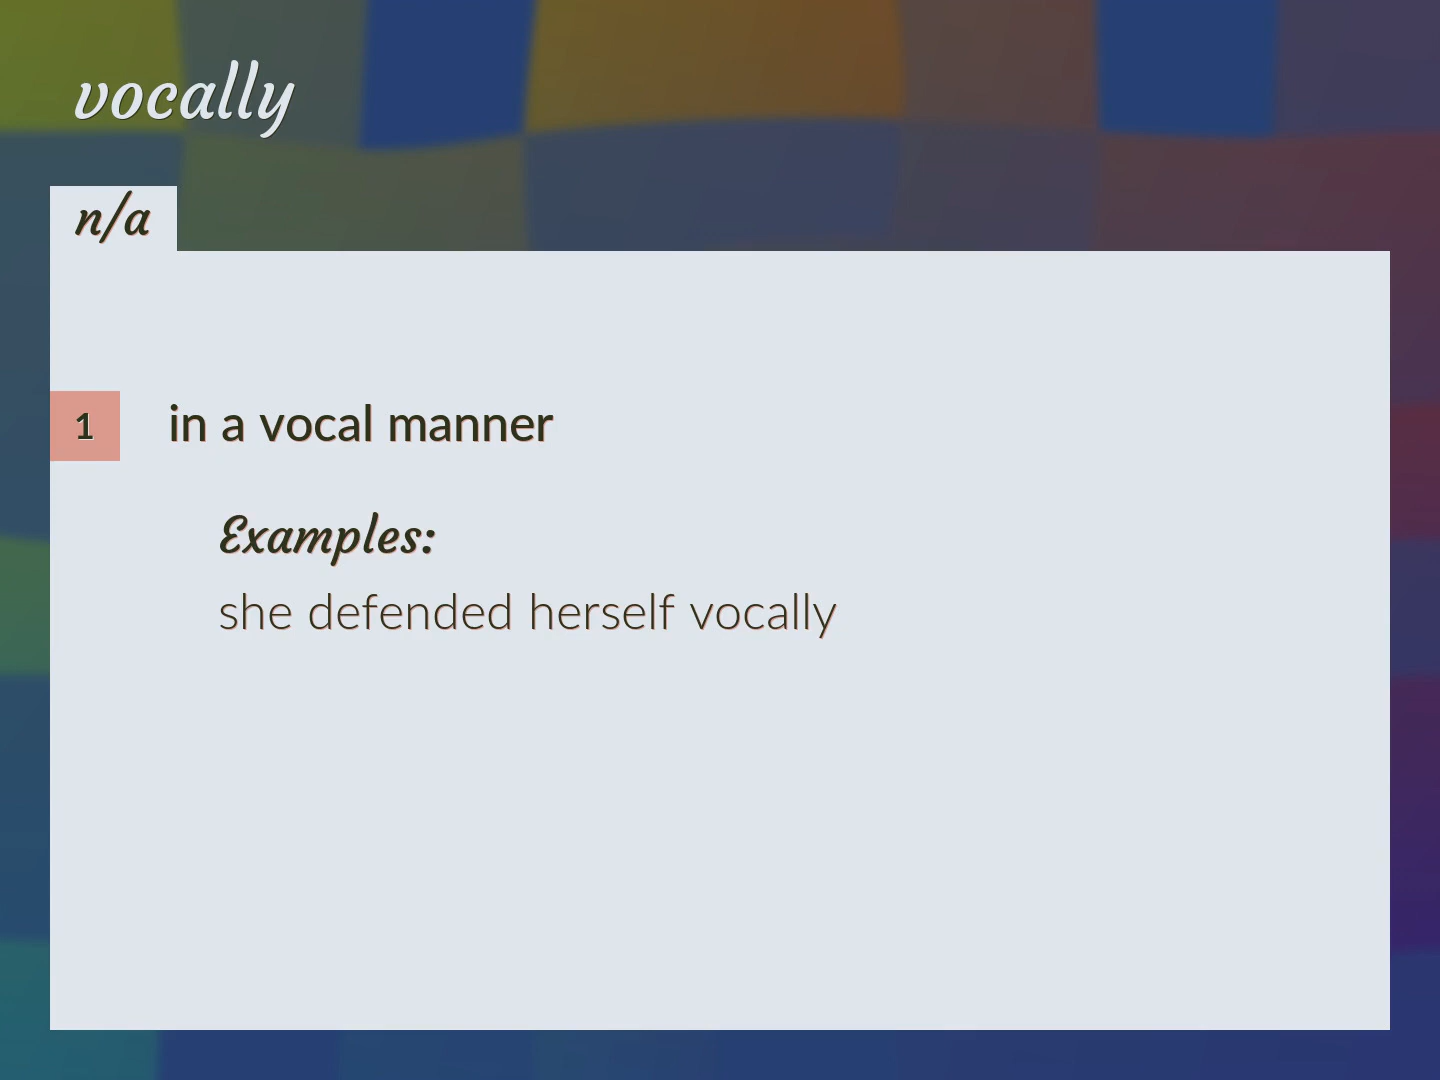 vocally
n/a
1 in a vocal manner
Examples:
she defended herself vocally